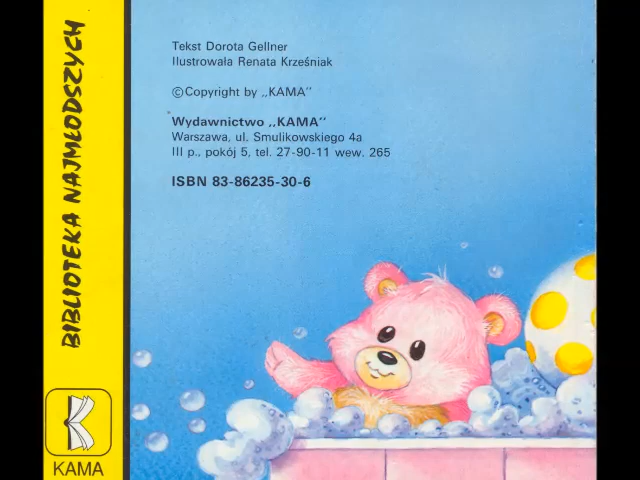 BIBLIOTEKA NAJMŁODSZYCH
KAMA
Tekst Dorota Gellner
Ilustrowała Renata Krześniak
©Copyright by ,,KAMA''
Wydawnictwo ,,KAMA''
Warszawa, ul. Smulikowskiego 4a
III p., pokój 5, tel. 27-90-11 wew. 265
ISBN 83-86235-30-6